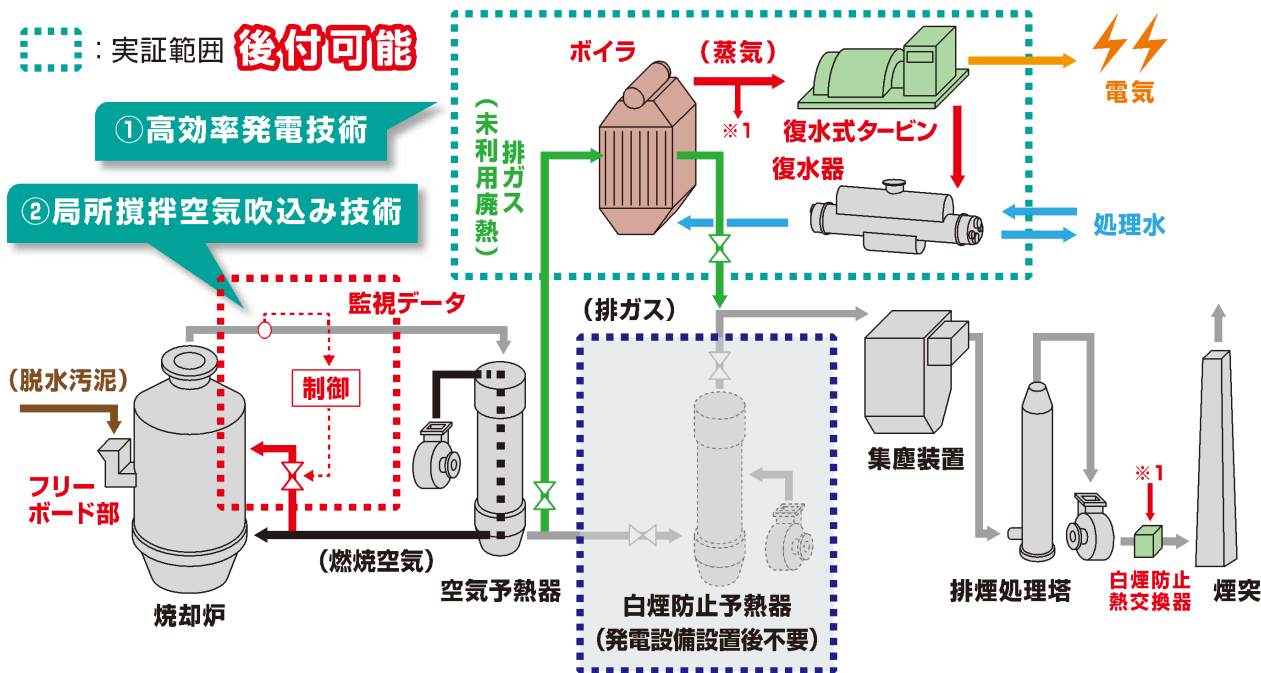 ：実証範囲 後付可能
①高効率発電技術
②局所撹拌空気吹込み技術
ボイラ
（蒸気）
※1
復水式タービン
復水器
電気
処理水
排ガス
（未利用廃熱）
監視データ
制御
（脱水汚泥）
フリー
ボード部
焼却炉
（燃焼空気）
空気予熱器
（排ガス）
白煙防止予熱器
（発電設備設置後不要）
集塵装置
排煙処理塔
※1
白煙防止
熱交換器
煙突